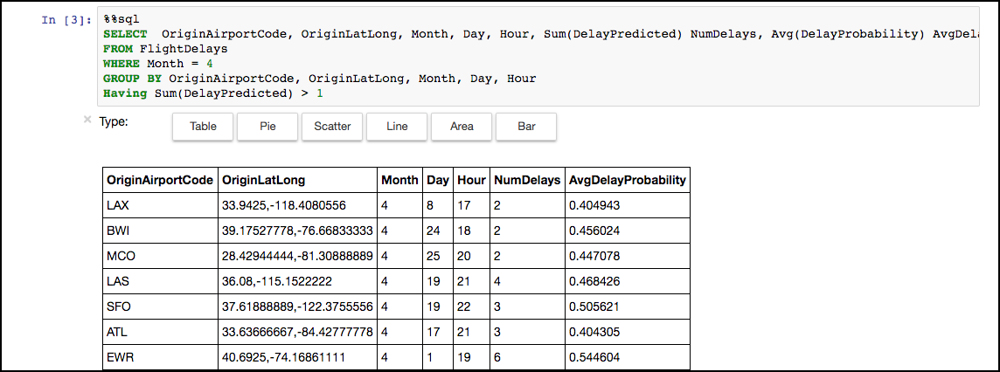 In [3]: %%sql
SELECT OriginAirportCode, OriginLatLong, Month, Day, Hour, Sum(DelayPredicted) NumDelays, Avg(DelayProbability) AvgDela
FROM FlightDelays
WHERE Month = 4
GROUP BY OriginAirportCode, OriginLatLong, Month, Day, Hour
Having Sum(DelayPredicted) > 1
× Type: Table Pie Scatter Line Area Bar
OriginAirportCode OriginLatLong Month Day Hour NumDelays AvgDelayProbability
LAX 33.9425,-118.4080556 4 8 17 2 0.404943
BWI 39.17527778,-76.66833333 4 24 18 2 0.456024
MCO 28.42944444,-81.30888889 4 25 20 2 0.447078
LAS 36.08,-115.1522222 4 19 21 4 0.468426
SFO 37.61888889,-122.3755556 4 19 22 3 0.505621
ATL 33.63666667,-84.42777778 4 17 21 3 0.404305
EWR 40.6925,-74.16861111 4 1 19 6 0.544604